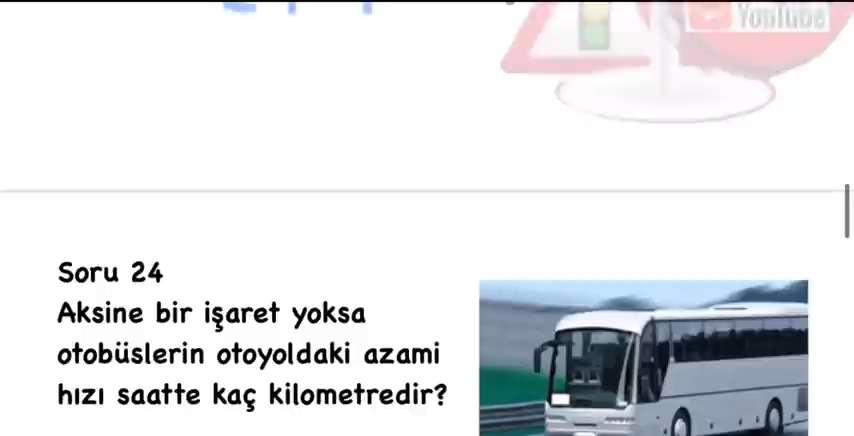 YouTube
Soru 24
Aksine bir işaret yoksa
otobüslerin otoyoldaki azami
hızı saatte kaç kilometredir?